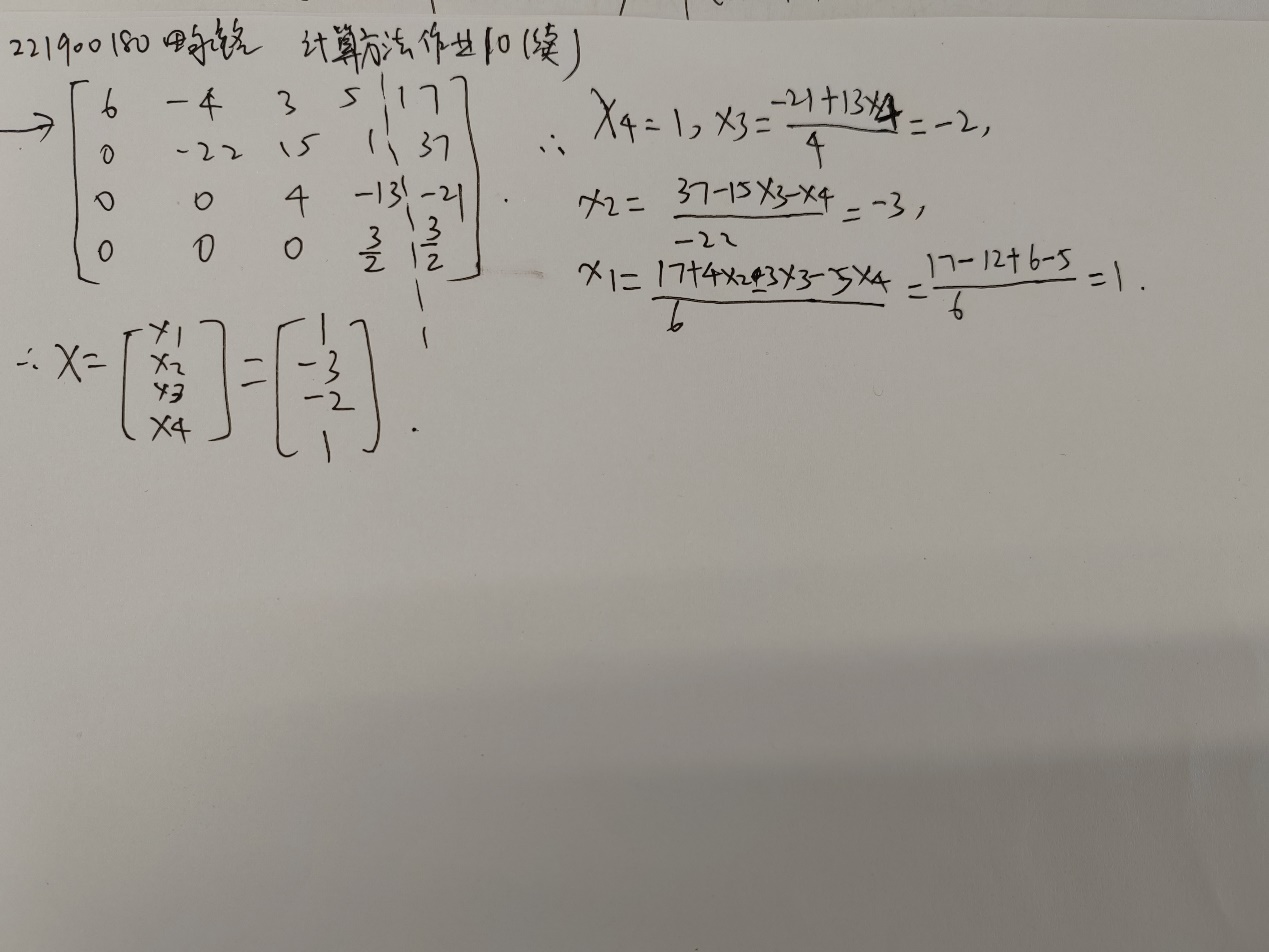 221900180 计算方法作业10(续)
→ [ 6 -4 3 5 | 17
0 -22 15 1 | 37
0 0 4 -13 | -21
0 0 0 3/2 | 3/2 ] .
∴ x4=1, x3=(-21+13x4)/4=-2,
x2=(37-15x3-x4)/-22=-3,
x1=(17+4x2-3x3-5x4)/6=(17-12+6-5)/6=1.
∴ X=[x1 x2 x3 x4]=[1 -3 -2 1].